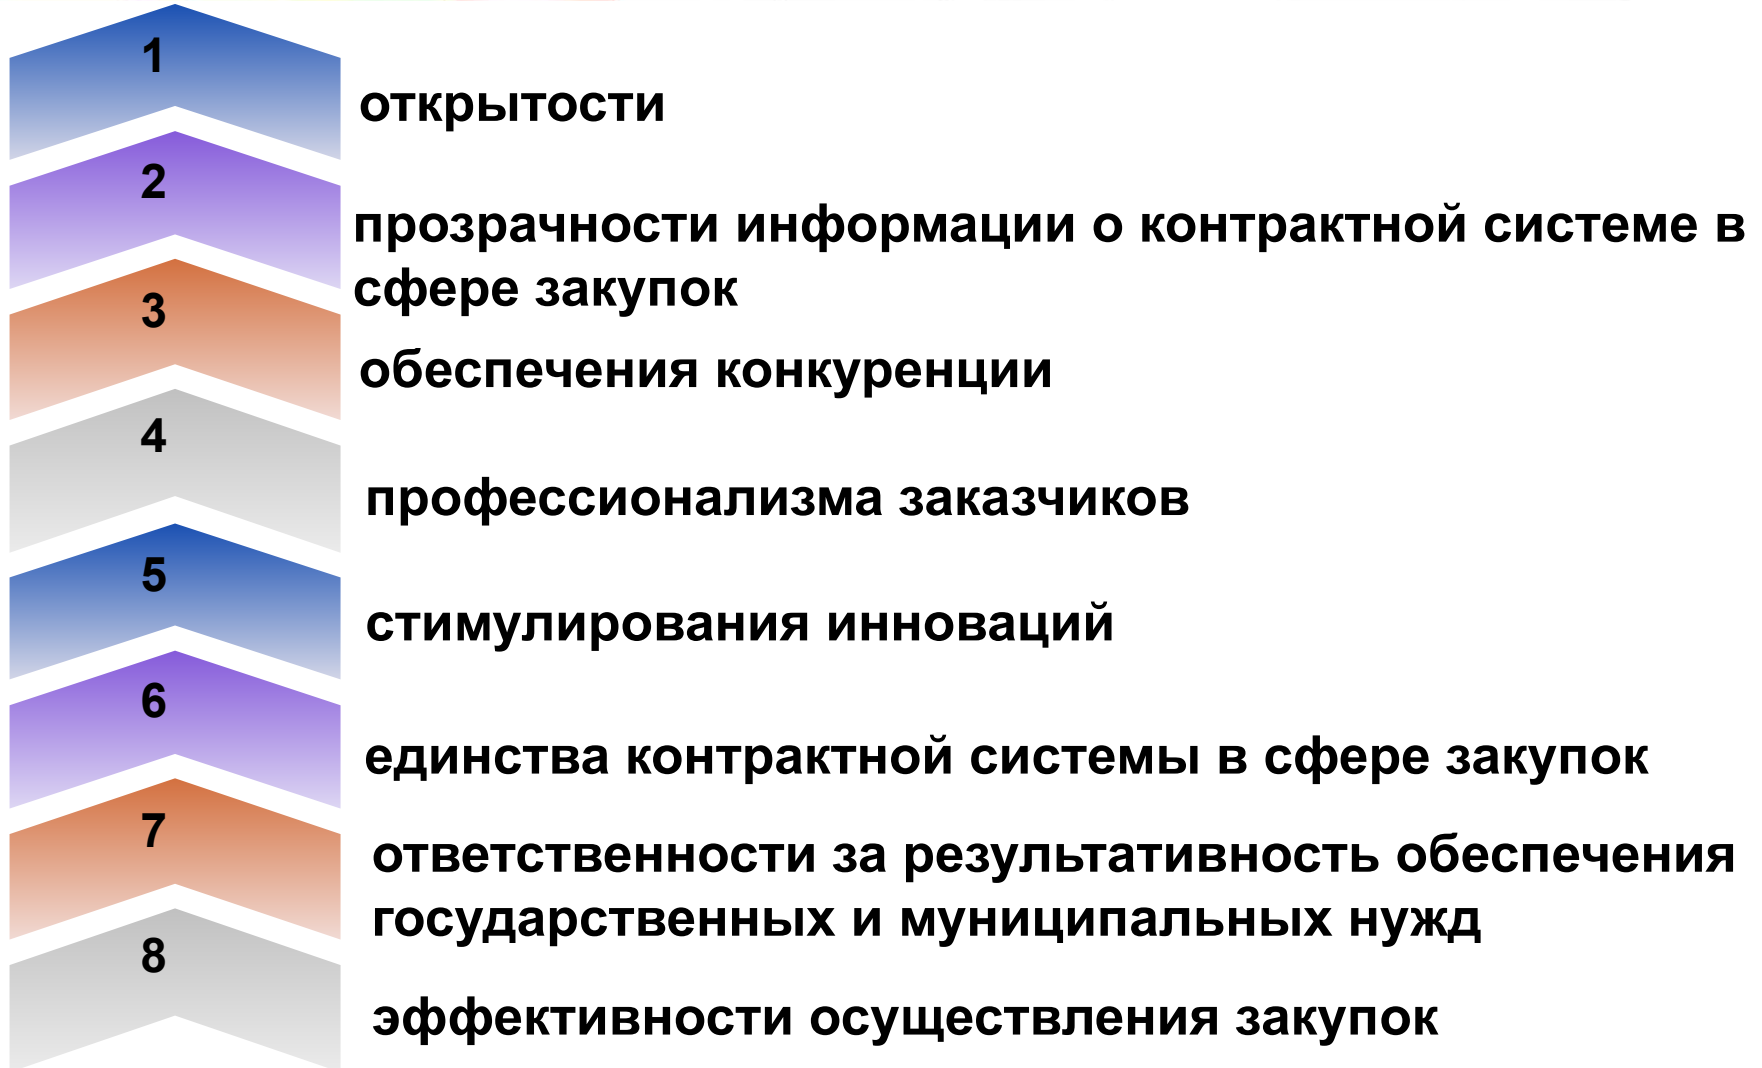 1
открытости
2
прозрачности информации о контрактной системе в
сфере закупок
3
обеспечения конкуренции
4
профессионализма заказчиков
5
стимулирования инноваций
6
единства контрактной системы в сфере закупок
7
ответственности за результативность обеспечения
государственных и муниципальных нужд
8
эффективности осуществления закупок